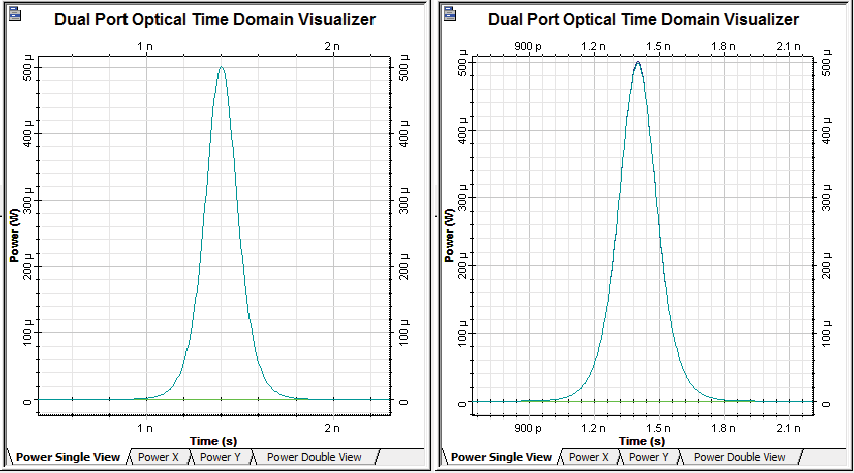 Dual Port Optical Time Domain Visualizer
1 n 2 n
500 µ 500 µ
400 µ 400 µ
300 µ 300 µ
Power (W)
200 µ 200 µ
100 µ 100 µ
0 0
1 n 2 n
Time (s)
Power Single View Power X Power Y Power Double View
Dual Port Optical Time Domain Visualizer
900 p 1.2 n 1.5 n 1.8 n 2.1 n
500 µ 500 µ
400 µ 400 µ
300 µ 300 µ
Power (W)
200 µ 200 µ
100 µ 100 µ
0 0
900 p 1.2 n 1.5 n 1.8 n 2.1 n
Time (s)
Power Single View Power X Power Y Power Double View